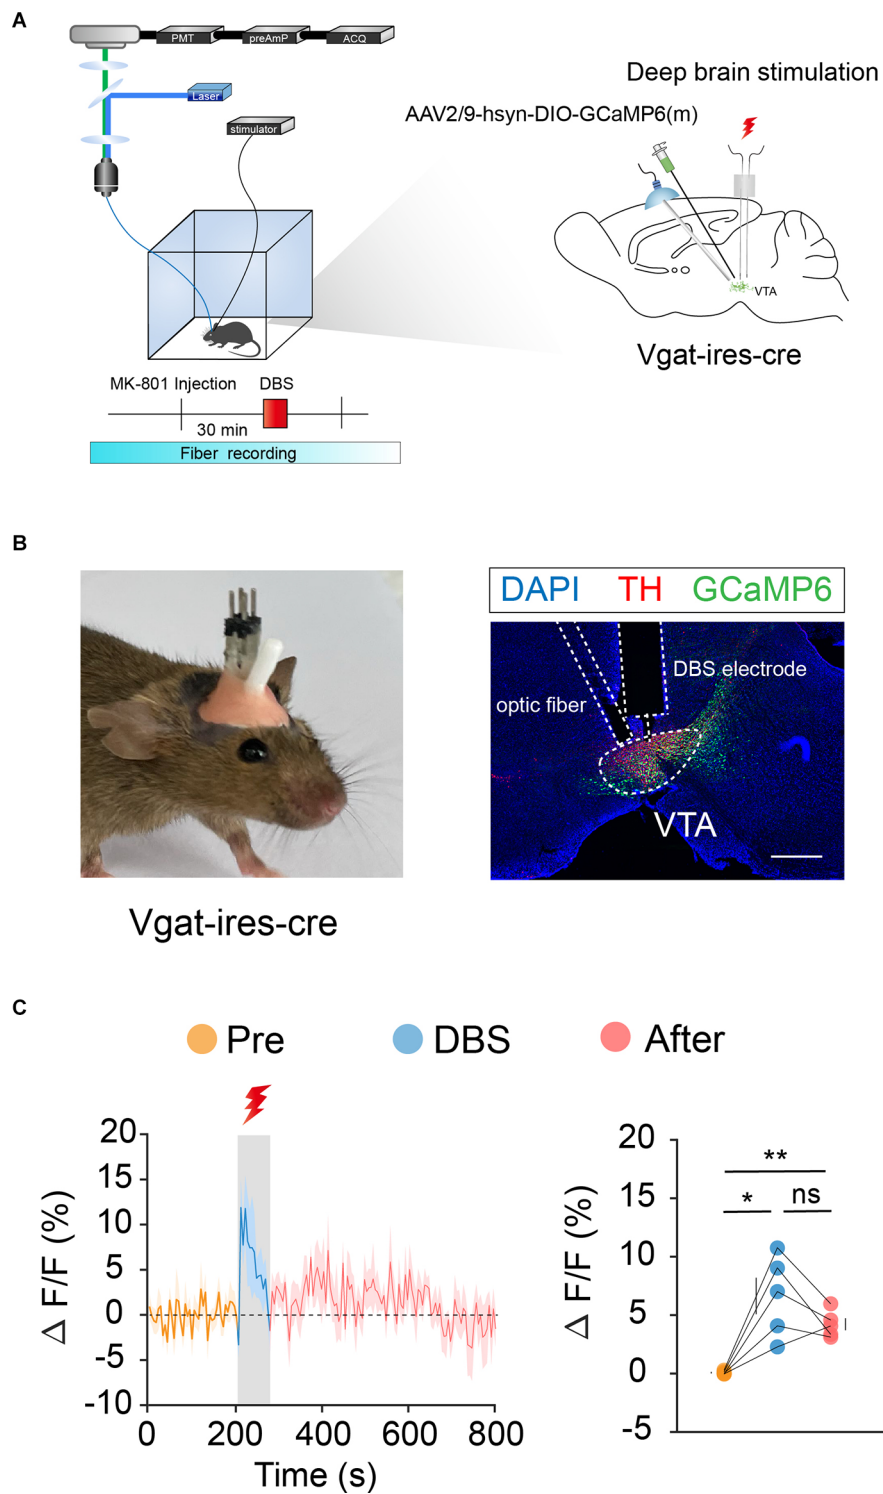 A
PMT
preAmP
ACQ
Laser
stimulator
Deep brain stimulation
AAV2/9-hsyn-DIO-GCaMP6(m)
VTA
Vgat-ires-cre
MK-801 Injection
DBS
30 min
Fiber recording
B
DAPI TH GCaMP6
optic fiber
DBS electrode
VTA
Vgat-ires-cre
C
Pre
DBS
After
20
15
10
5
0
-5
-10
Δ F/F (%)
0 200 400 600 800
Time (s)
20
15
10
5
0
-5
Δ F/F (%)
**
*
ns